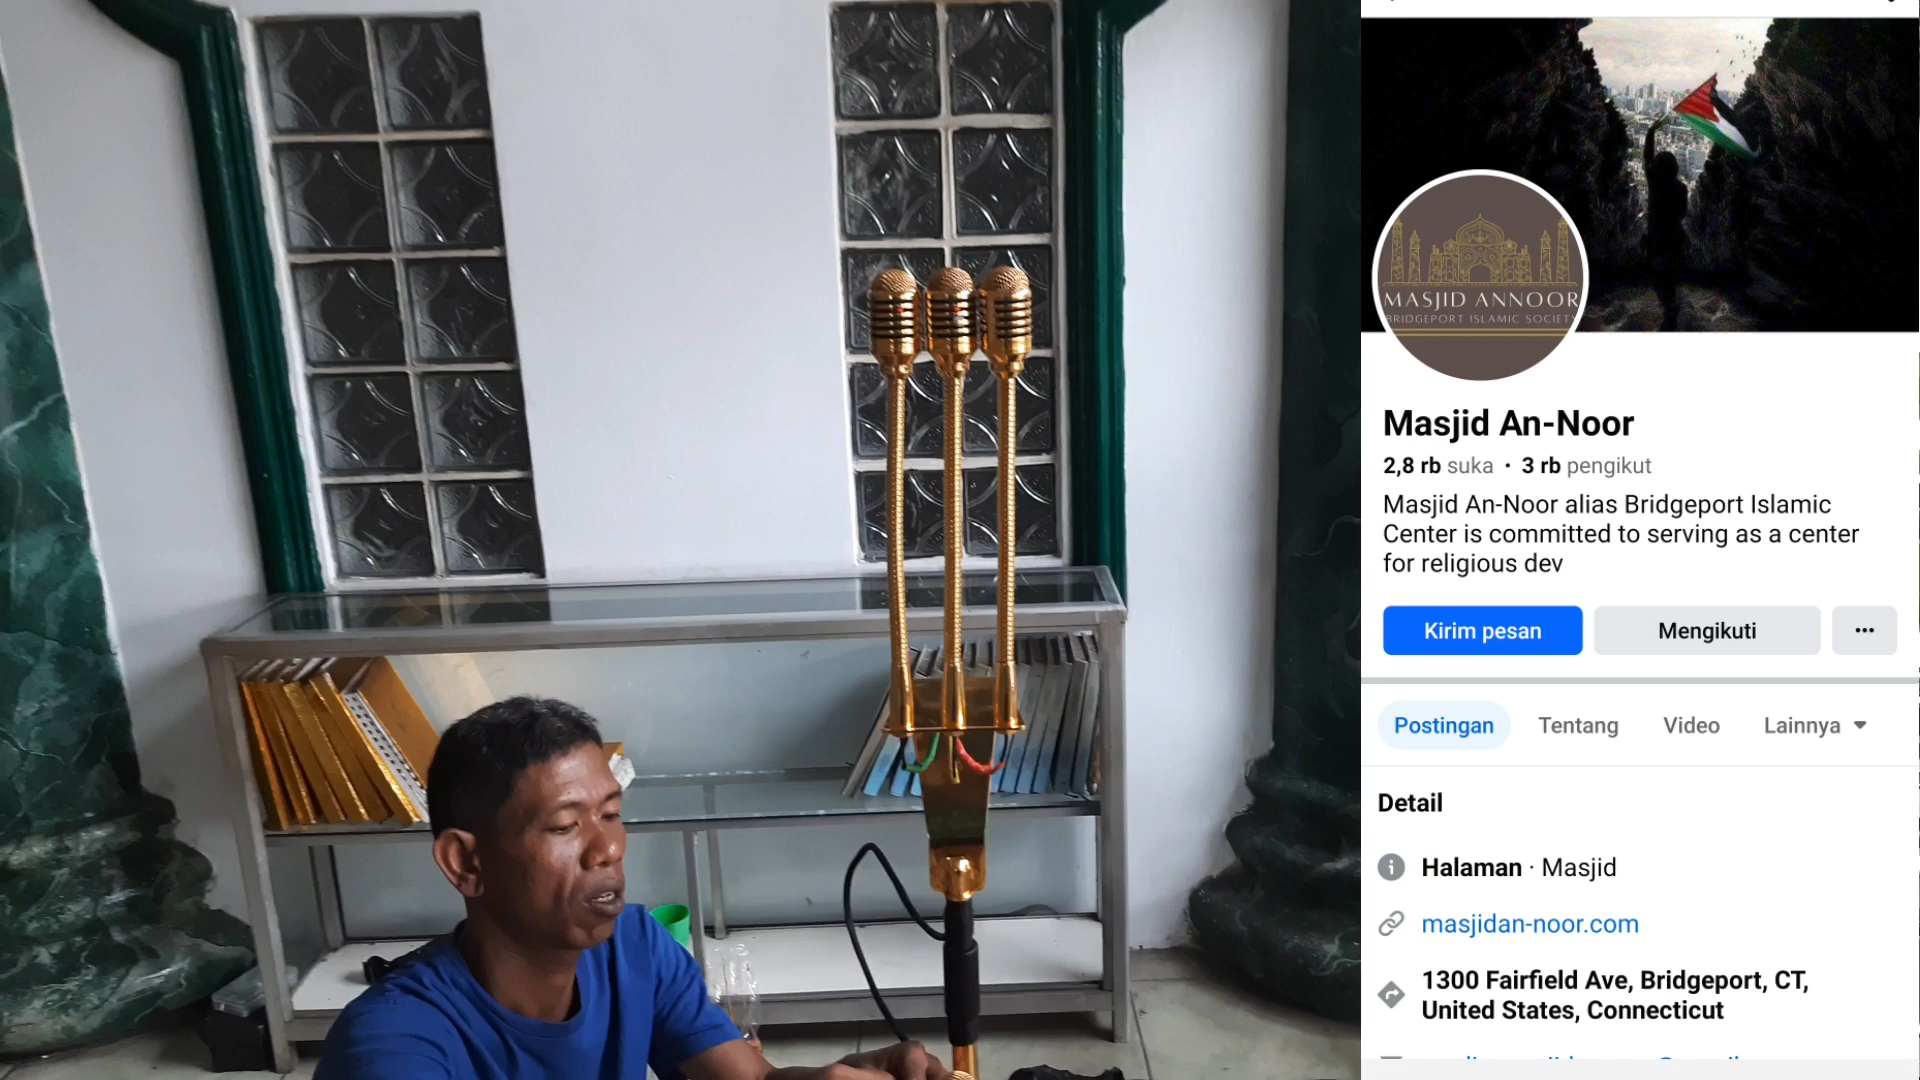 MASJID ANNOOR
BRIDGEPORT ISLAMIC SOCIETY
Masjid An-Noor
2,8 rb suka • 3 rb pengikut
Masjid An-Noor alias Bridgeport Islamic
Center is committed to serving as a center
for religious dev
Kirim pesan
Mengikuti
Postingan
Tentang
Video
Lainnya
Detail
Halaman · Masjid
masjidan-noor.com
1300 Fairfield Ave, Bridgeport, CT,
United States, Connecticut